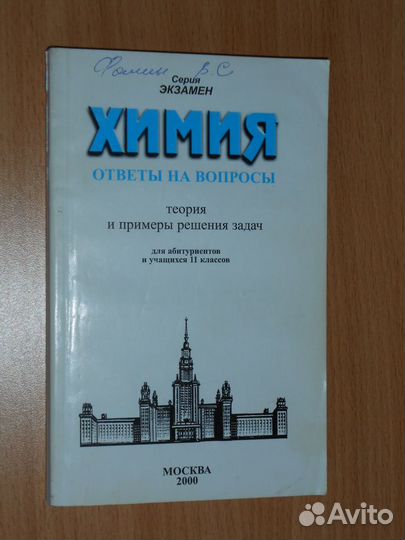 Фомин В.С
Серия
ЭКЗАМЕН
ХИМИЯ
ОТВЕТЫ НА ВОПРОСЫ
теория
и примеры решения задач
для абитуриентов
и учащихся 11 классов
МОСКВА
2000
Avito